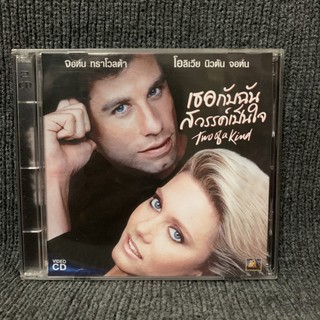 จอห์น ทราโวลต้า
โอลิเวีย นิวตัน จอห์น
เธอกับฉัน
สวรรค์เป็นใจ
Two of a Kind
VIDEO
CD